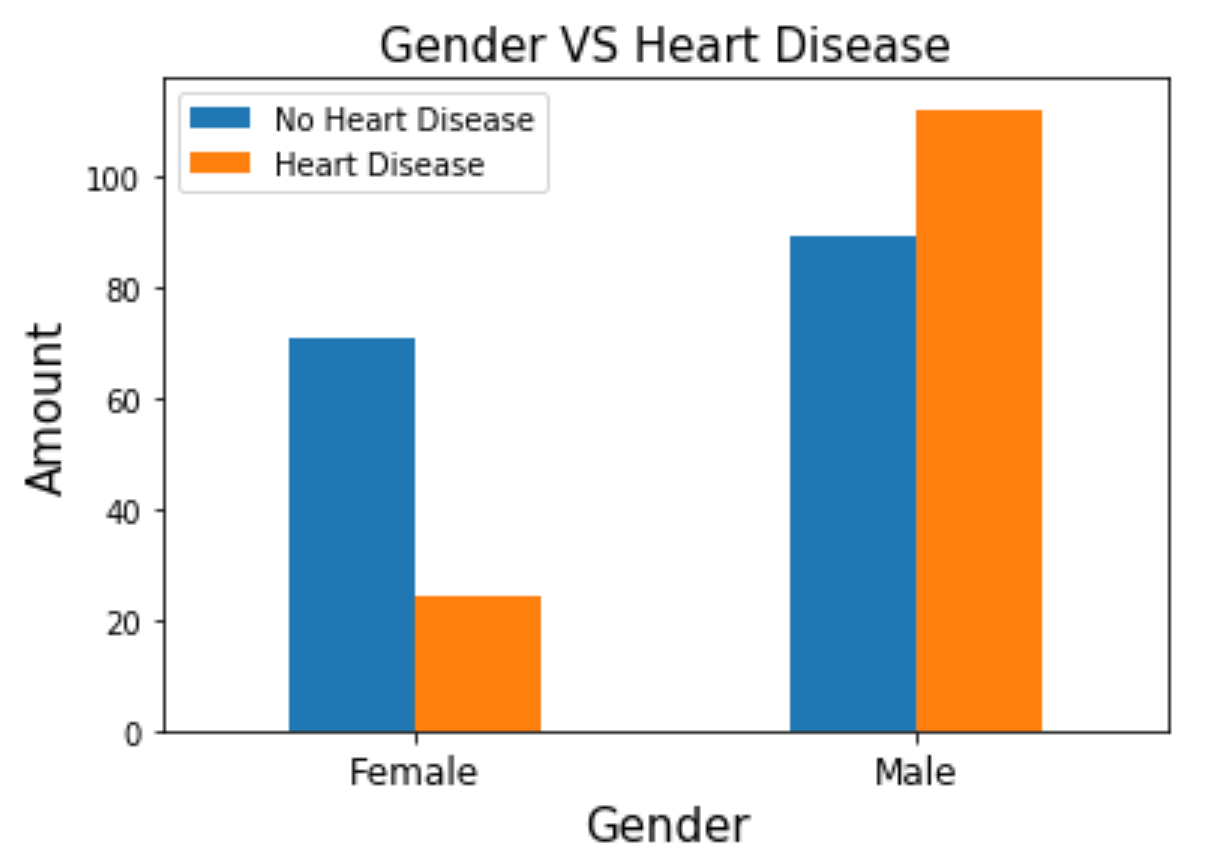 Gender VS Heart Disease
No Heart Disease
Heart Disease
100
80
60
40
20
0
Amount
Female Male
Gender